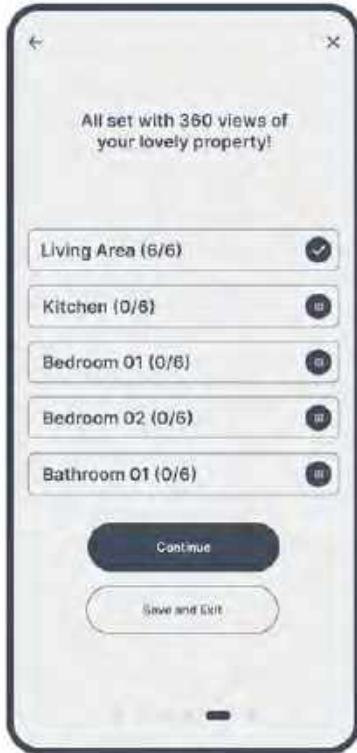 All set with 360 views of
your lovely property!
Living Area (6/6)
Kitchen (0/6)
Bedroom 01 (0/6)
Bedroom 02 (0/6)
Bathroom 01 (0/6)
Continue
Save and Exit